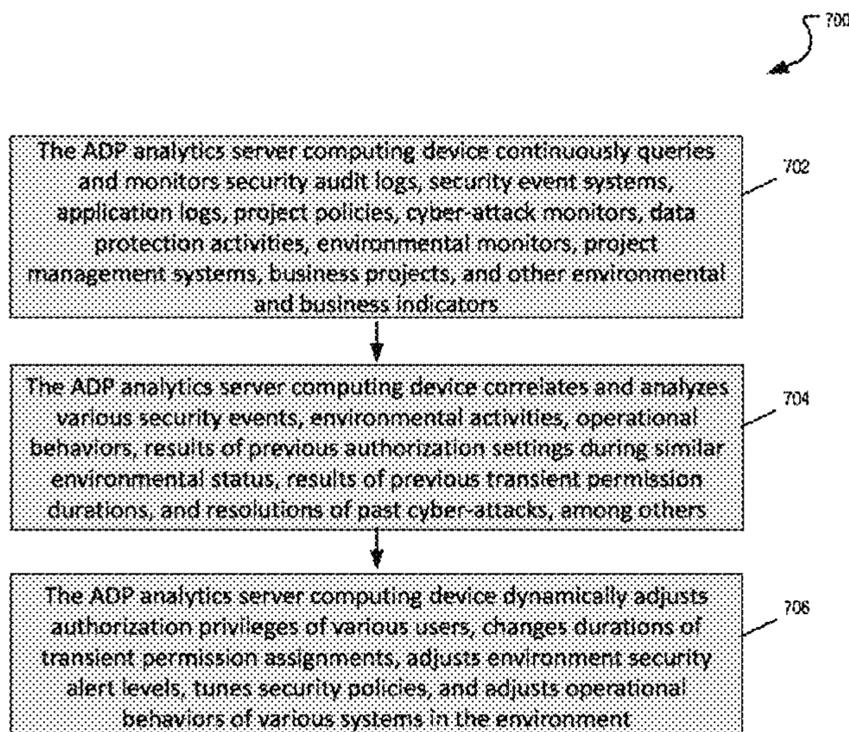 700
The ADP analytics server computing device continuously queries
and monitors security audit logs, security event systems,
application logs, project policies, cyber-attack monitors, data
protection activities, environmental monitors, project
management systems, business projects, and other environmental
and business indicators
702
The ADP analytics server computing device correlates and analyzes
various security events, environmental activities, operational
behaviors, results of previous authorization settings during similar
environmental status, results of previous transient permission
durations, and resolutions of past cyber-attacks, among others
704
The ADP analytics server computing device dynamically adjusts
authorization privileges of various users, changes durations of
transient permission assignments, adjusts environment security
alert levels, tunes security policies, and adjusts operational
behaviors of various systems in the environment
706